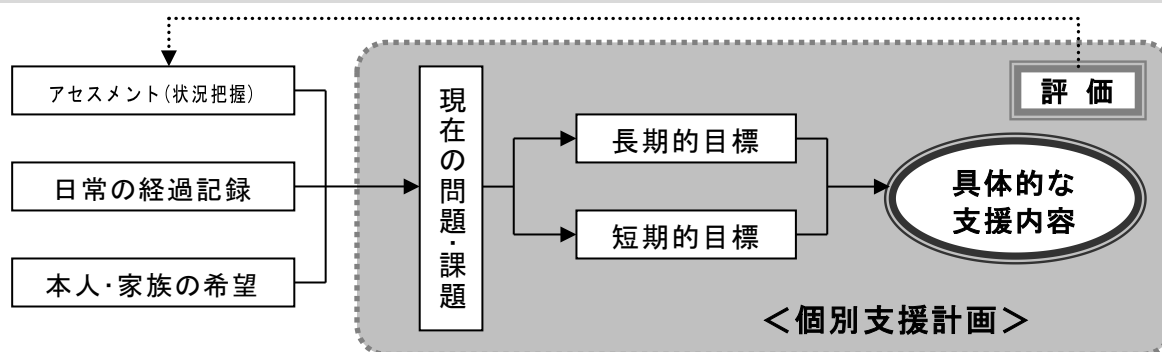 アセスメント(状況把握)
日常の経過記録
本人・家族の希望
現在の問題・課題
長期的目標
短期的目標
評 価
具体的な
支援内容
＜個別支援計画＞